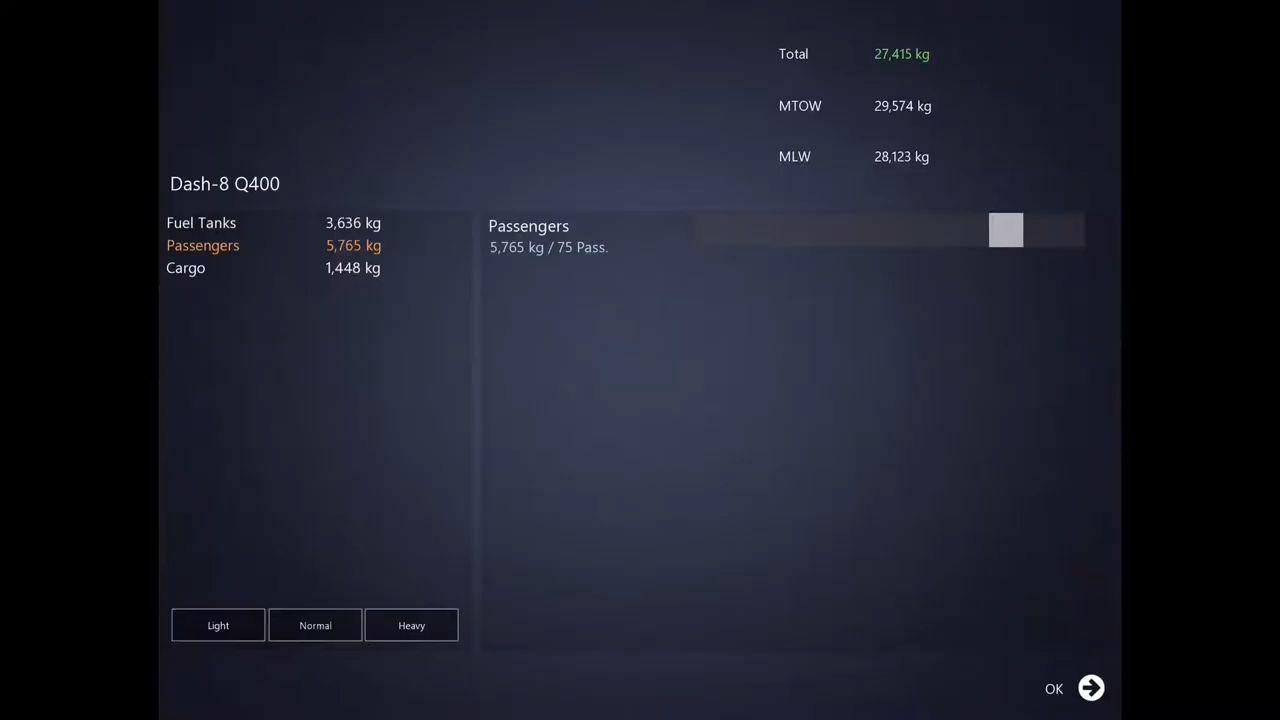 Total 27,415 kg
MTOW 29,574 kg
MLW 28,123 kg
Dash-8 Q400
Fuel Tanks 3,636 kg
Passengers 5,765 kg
Cargo 1,448 kg
Passengers
5,765 kg / 75 Pass.
Light Normal Heavy
OK